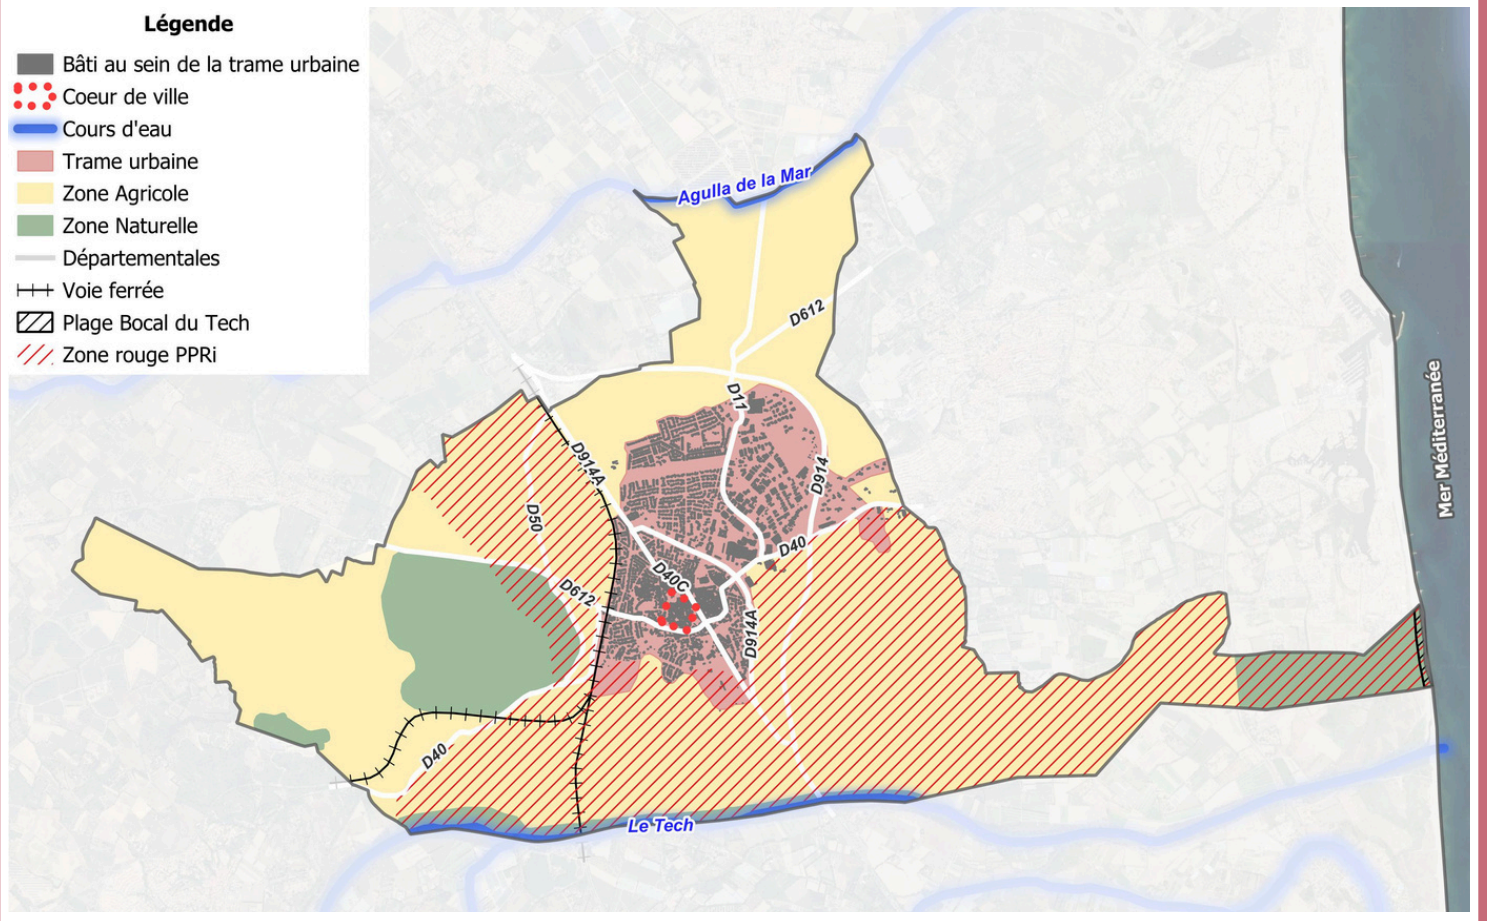 Légende
Bâti au sein de la trame urbaine
Coeur de ville
Cours d'eau
Trame urbaine
Zone Agricole
Zone Naturelle
Départementales
Voie ferrée
Plage Bocal du Tech
Zone rouge PPRi
Agulla de la Mar
D612
D11
Mer Méditerranée
D914A
D914
D50
D40
D40C
D612
D914A
D40
Le Tech